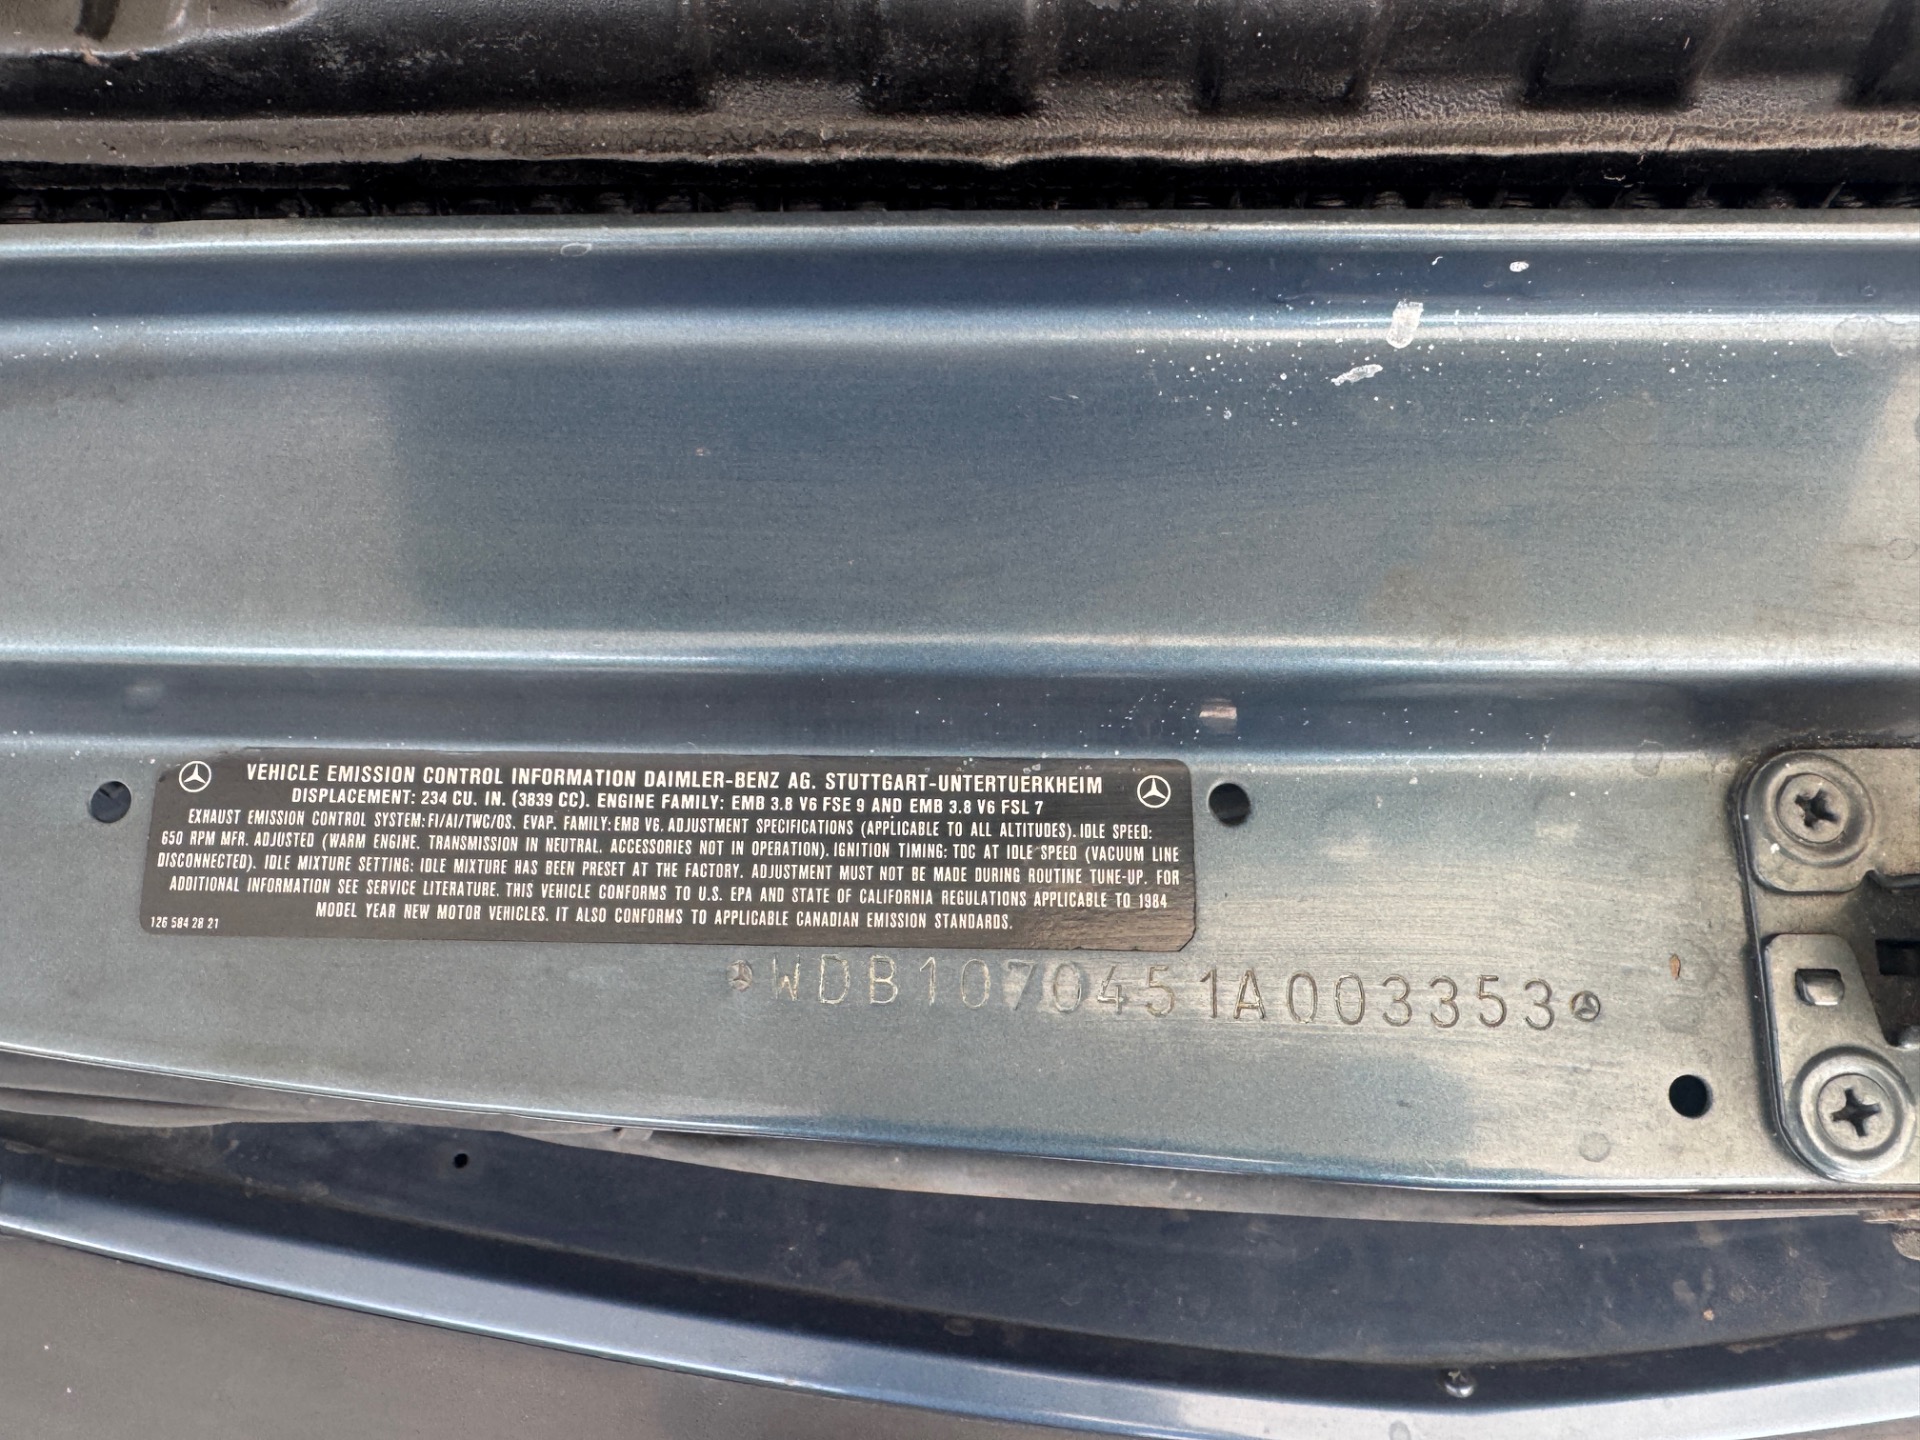 VEHICLE EMISSION CONTROL INFORMATION DAIMLER-BENZ AG. STUTTGART-UNTERTUERKHEIM
DISPLACEMENT: 234 CU. IN. (3839 CC). ENGINE FAMILY: EMB 3.8 V6 FSE 9 AND EMB 3.8 V6 FSL 7
EXHAUST EMISSION CONTROL SYSTEM: FI/AI/TWC/OS. EVAP. FAMILY: EMB V6. ADJUSTMENT SPECIFICATIONS (APPLICABLE TO ALL ALTITUDES). IDLE SPEED:
650 RPM MFR. ADJUSTED (WARM ENGINE. TRANSMISSION IN NEUTRAL. ACCESSORIES NOT IN OPERATION). IGNITION TIMING: TDC AT IDLE SPEED (VACUUM LINE
DISCONNECTED). IDLE MIXTURE SETTING: IDLE MIXTURE HAS BEEN PRESET AT THE FACTORY. ADJUSTMENT MUST NOT BE MADE DURING ROUTINE TUNE-UP. FOR
ADDITIONAL INFORMATION SEE SERVICE LITERATURE. THIS VEHICLE CONFORMS TO U.S. EPA AND STATE OF CALIFORNIA REGULATIONS APPLICABLE TO 1984
MODEL YEAR NEW MOTOR VEHICLES. IT ALSO CONFORMS TO APPLICABLE CANADIAN EMISSION STANDARDS.
126 584 28 21
WDB1070451A003353